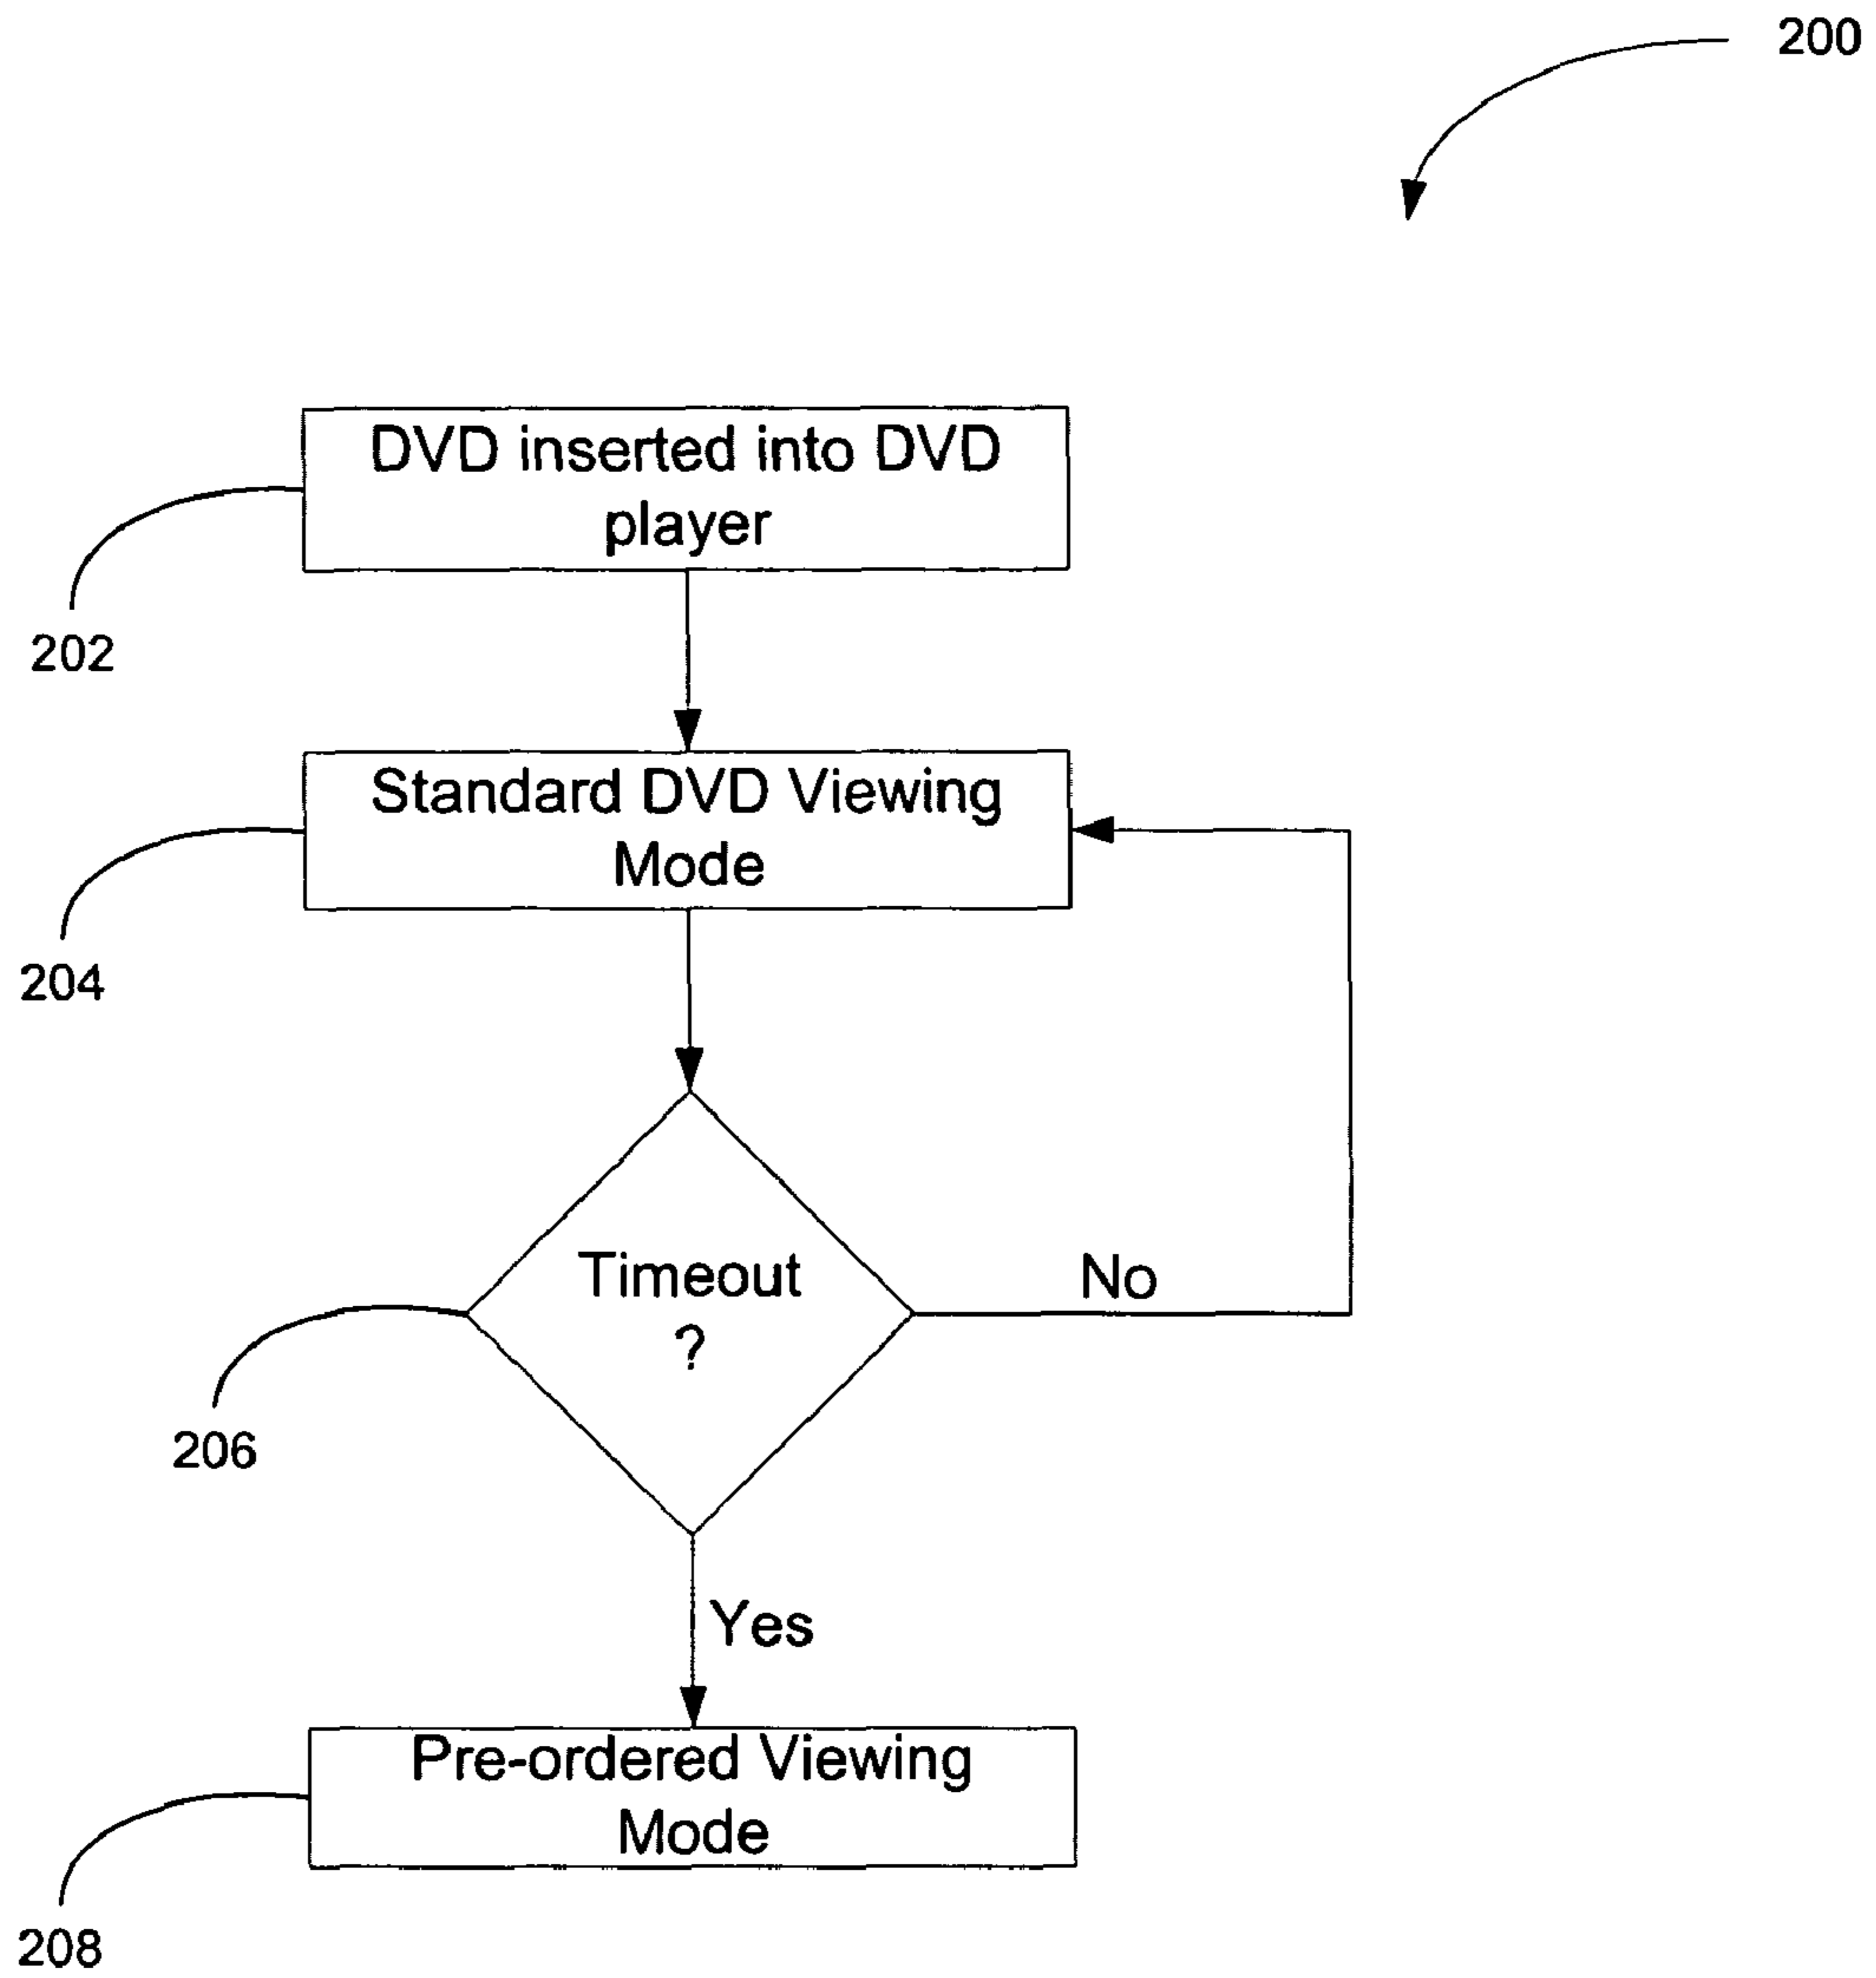 200
DVD inserted into DVD
player
202
Standard DVD Viewing
Mode
204
Timeout
?
No
206
Yes
Pre-ordered Viewing
Mode
208